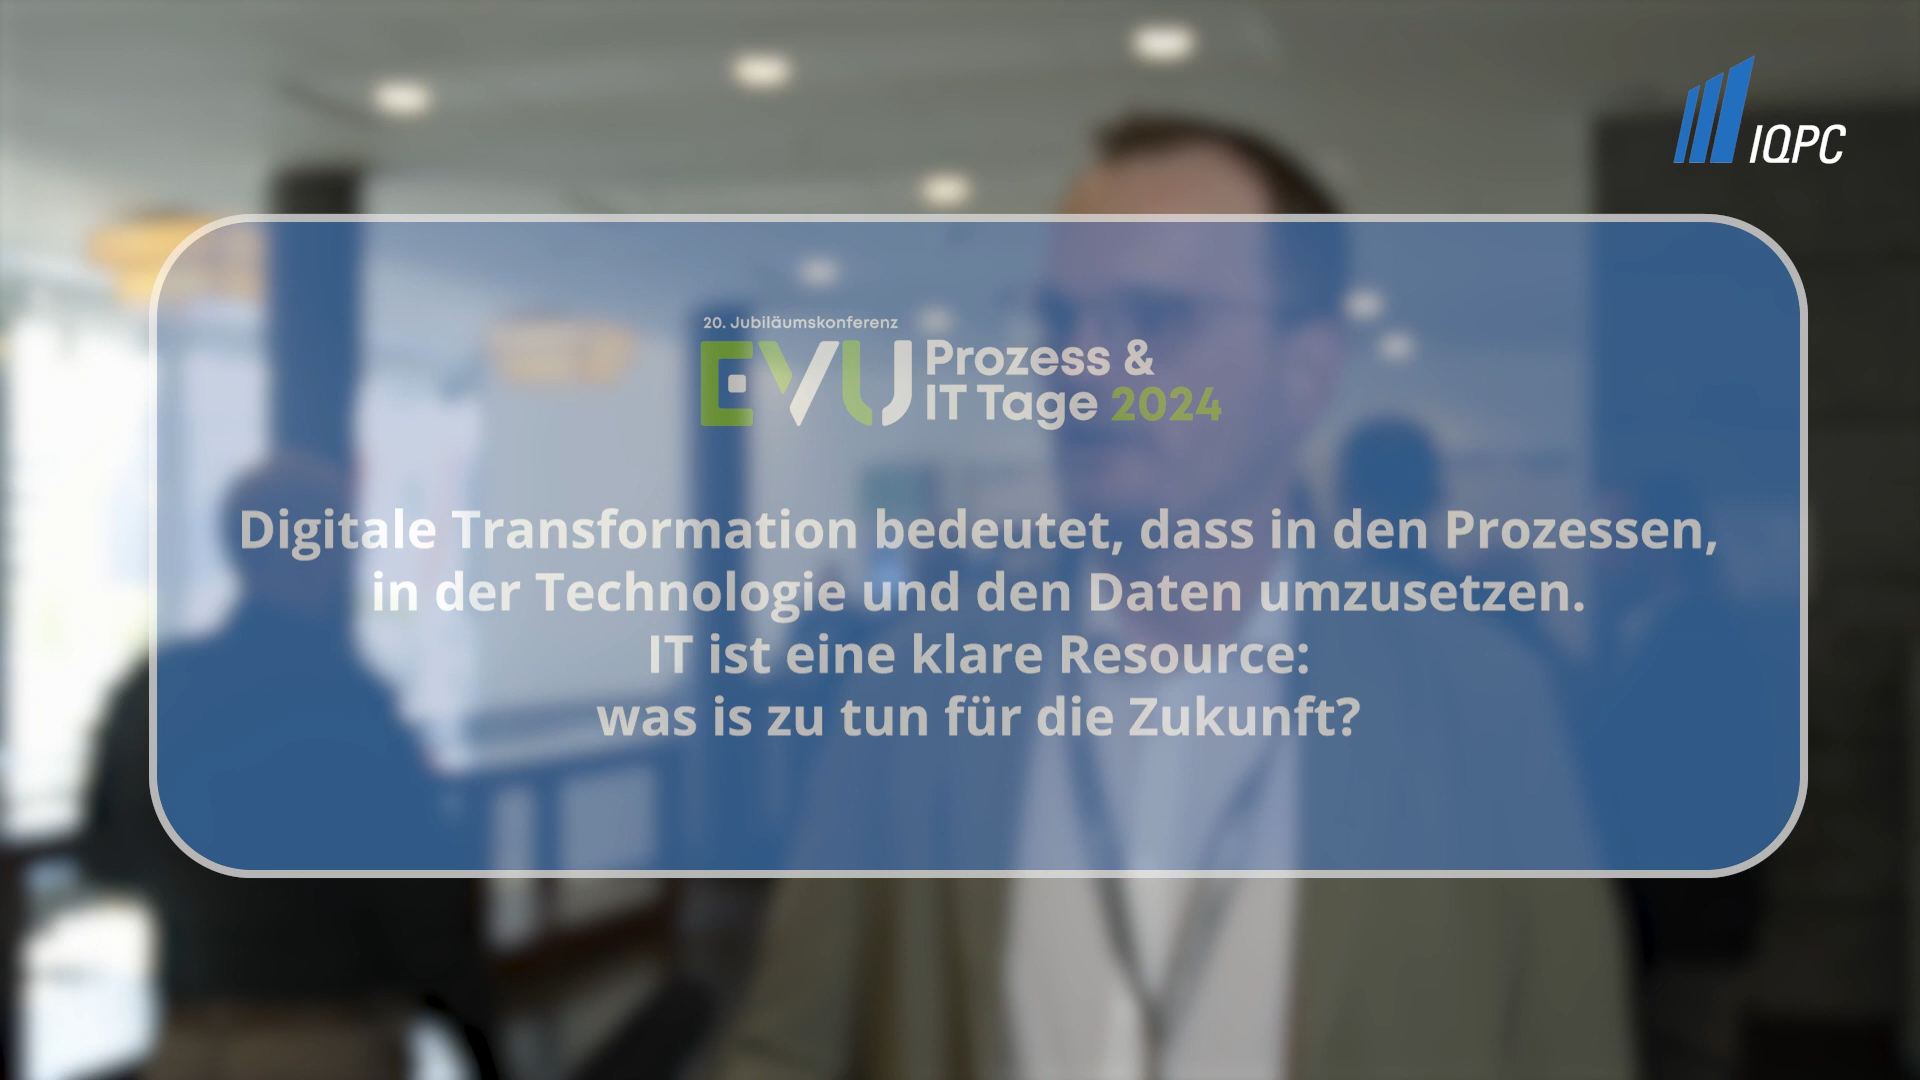 IQPC
20. Jubiläumskonferenz
EVU Prozess &
IT Tage 2024
Digitale Transformation bedeutet, dass in den Prozessen,
in der Technologie und den Daten umzusetzen.
IT ist eine klare Resource:
was is zu tun für die Zukunft?